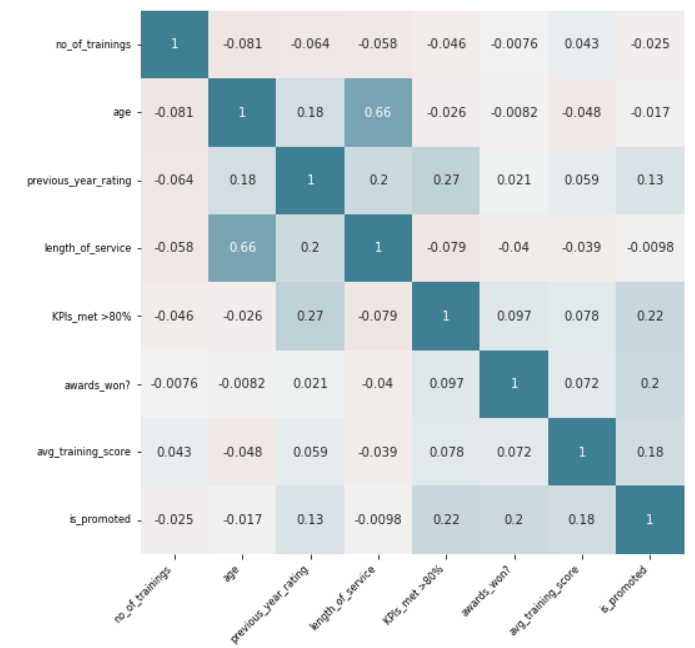 no_of_trainings 1 -0.081 -0.064 -0.058 -0.046 -0.0076 0.043 -0.025
age -0.081 1 0.18 0.66 -0.026 -0.0082 -0.048 -0.017
previous_year_rating -0.064 0.18 1 0.2 0.27 0.021 0.059 0.13
length_of_service -0.058 0.66 0.2 1 -0.079 -0.04 -0.039 -0.0098
KPIs_met >80% -0.046 -0.026 0.27 -0.079 1 0.097 0.078 0.22
awards_won? -0.0076 -0.0082 0.021 -0.04 0.097 1 0.072 0.2
avg_training_score 0.043 -0.048 0.059 -0.039 0.078 0.072 1 0.18
is_promoted -0.025 -0.017 0.13 -0.0098 0.22 0.2 0.18 1
no_of_trainings age previous_year_rating length_of_service KPIs_met >80% awards_won? avg_training_score is_promoted